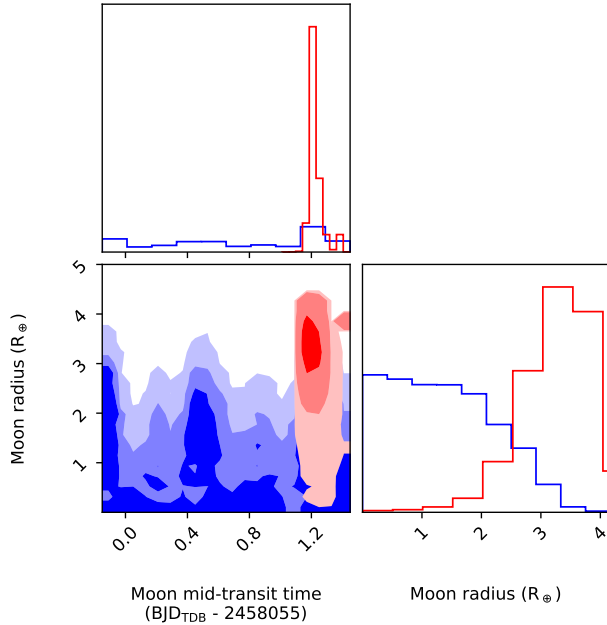 5
4
3
2
1
Moon radius (R⊕)
0.0 0.4 0.8 1.2
1 2 3 4
Moon mid-transit time
(BJD_TDB - 2458055)
Moon radius (R⊕)